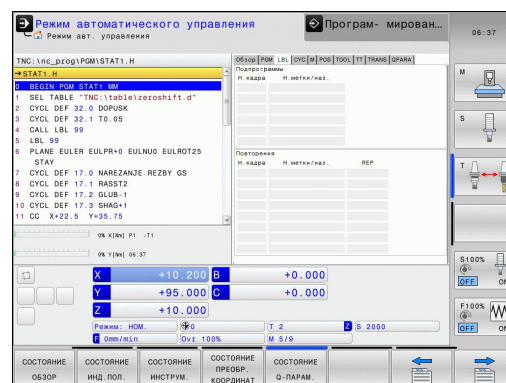 Режим автоматического управления
Режим авт. управления
Програм- мирован...
06:37
TNC:\nc_prog\PGM\STAT1.H
→STAT1.H
0 BEGIN PGM STAT1 MM
1 SEL TABLE "TNC:\table\zeroshift.d"
2 CYCL DEF 32.0 DOPUSK
3 CYCL DEF 32.1 T0.05
4 CALL LBL 99
5 LBL 99
6 PLANE EULER EULPR+0 EULNU0 EULROT25
STAY
7 CYCL DEF 17.0 NAREZANJE REZBY GS
8 CYCL DEF 17.1 RASST2
9 CYCL DEF 17.2 GLUB-1
10 CYCL DEF 17.3 SHAG+1
11 CC X+22.5 Y+35.75
Обзор PGM LBL CYC M POS TOOL TT TRANS QPARA
Подпрограммы
Н.кадра Н.метки/наз.
Повторения
Н.кадра Н.метки/наз. REP
0% X[Nm] P1 -T1
0% Y[Nm] 06:37
X +10.200 B +0.000
Y +95.000 C +0.000
Z +10.000
Режим: НОМ. 0 T 2 Z S 2000
F 0mm/min Ovr 100% M 5/9
M
S
T
S100%
OFF ON
F100%
OFF ON
СОСТОЯНИЕ ОБЗОР
СОСТОЯНИЕ ИНД.ПОЛ.
СОСТОЯНИЕ ИНСТРУМ.
СОСТОЯНИЕ ПРЕОБР. КООРДИНАТ
СОСТОЯНИЕ Q-ПАРАМ.